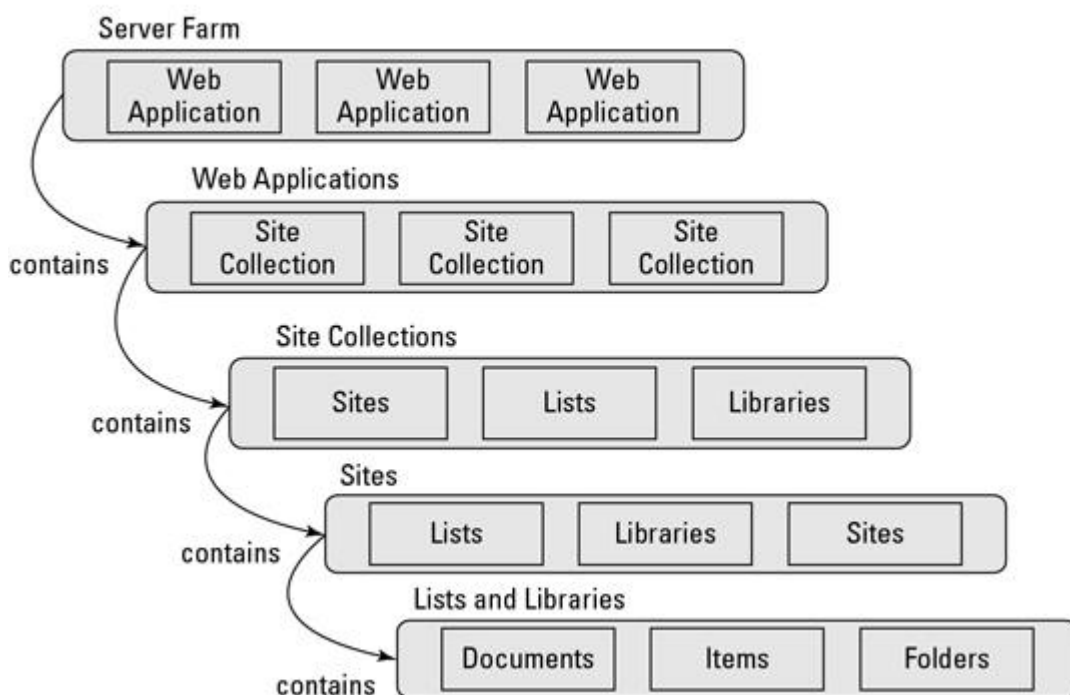 Server Farm
Web Web Web
Application Application Application
Web Applications
Site Site Site
Collection Collection Collection
contains
Site Collections
Sites Lists Libraries
contains
Sites
Lists Libraries Sites
contains
Lists and Libraries
Documents Items Folders
contains